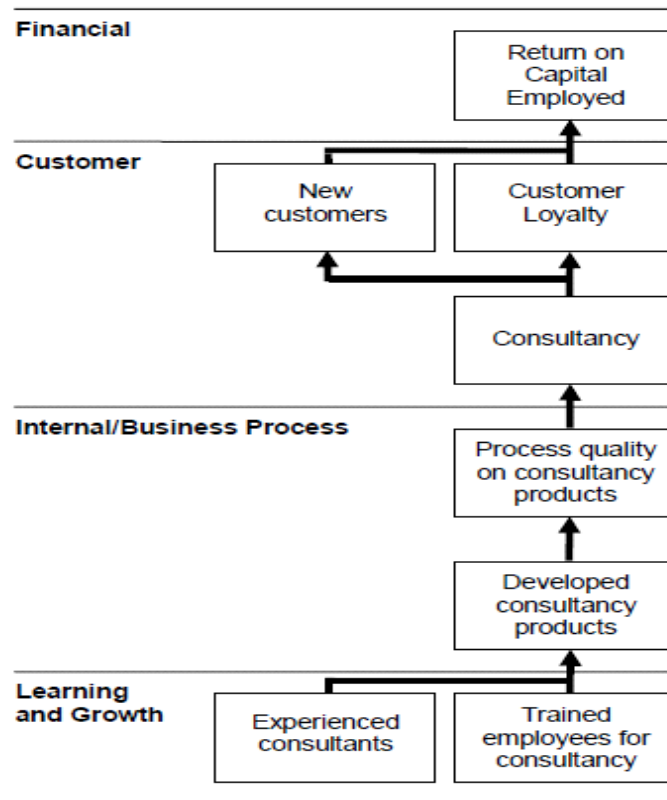 Financial
Return on
Capital
Employed
Customer
New
customers
Customer
Loyalty
Consultancy
Internal/Business Process
Process quality
on consultancy
products
Developed
consultancy
products
Learning
and Growth
Experienced
consultants
Trained
employees for
consultancy